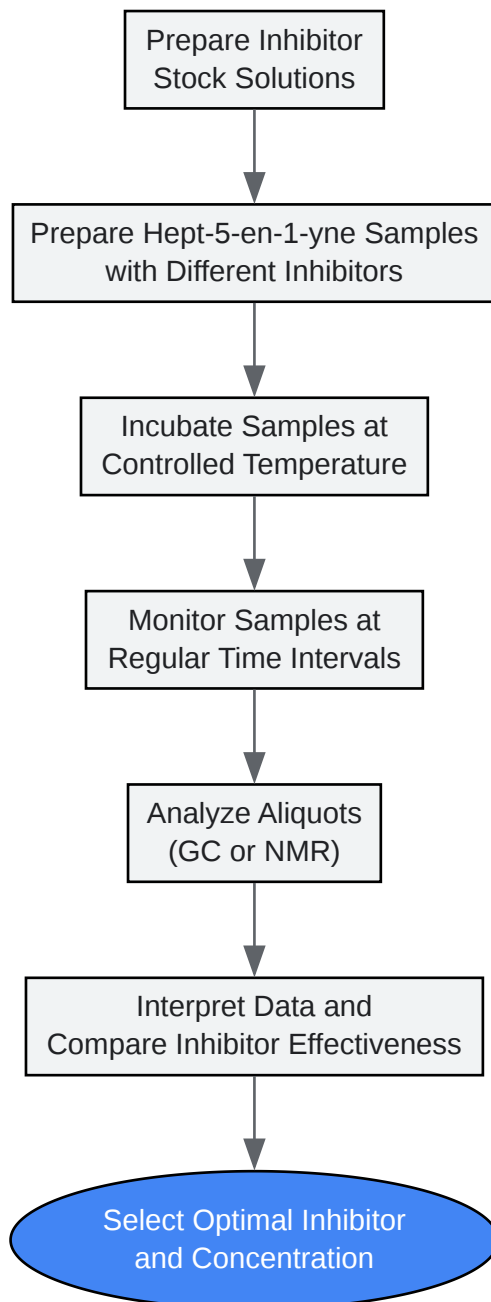 Prepare Inhibitor
Stock Solutions
Prepare Hept-5-en-1-yne Samples
with Different Inhibitors
Incubate Samples at
Controlled Temperature
Monitor Samples at
Regular Time Intervals
Analyze Aliquots
(GC or NMR)
Interpret Data and
Compare Inhibitor Effectiveness
Select Optimal Inhibitor
and Concentration